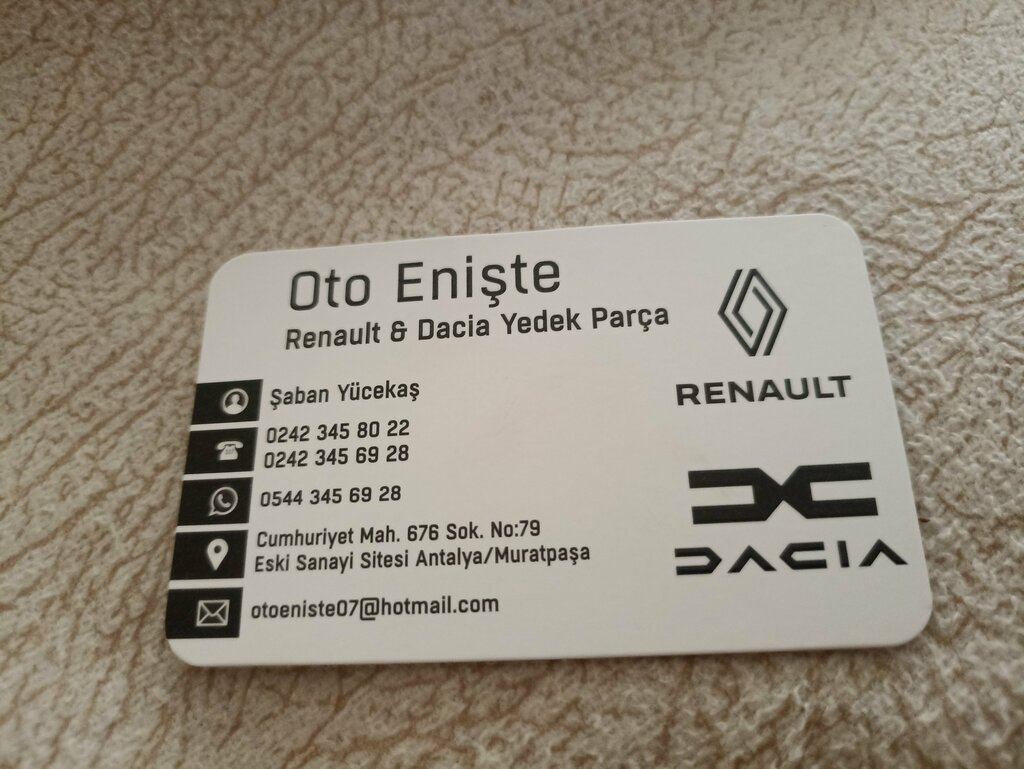 Oto Enişte
Renault & Dacia Yedek Parça
Şaban Yücekaş
0242 345 80 22
0242 345 69 28
0544 345 69 28
Cumhuriyet Mah. 676 Sok. No:79
Eski Sanayi Sitesi Antalya/Muratpaşa
otoeniste07@hotmail.com
RENAULT
DACIA